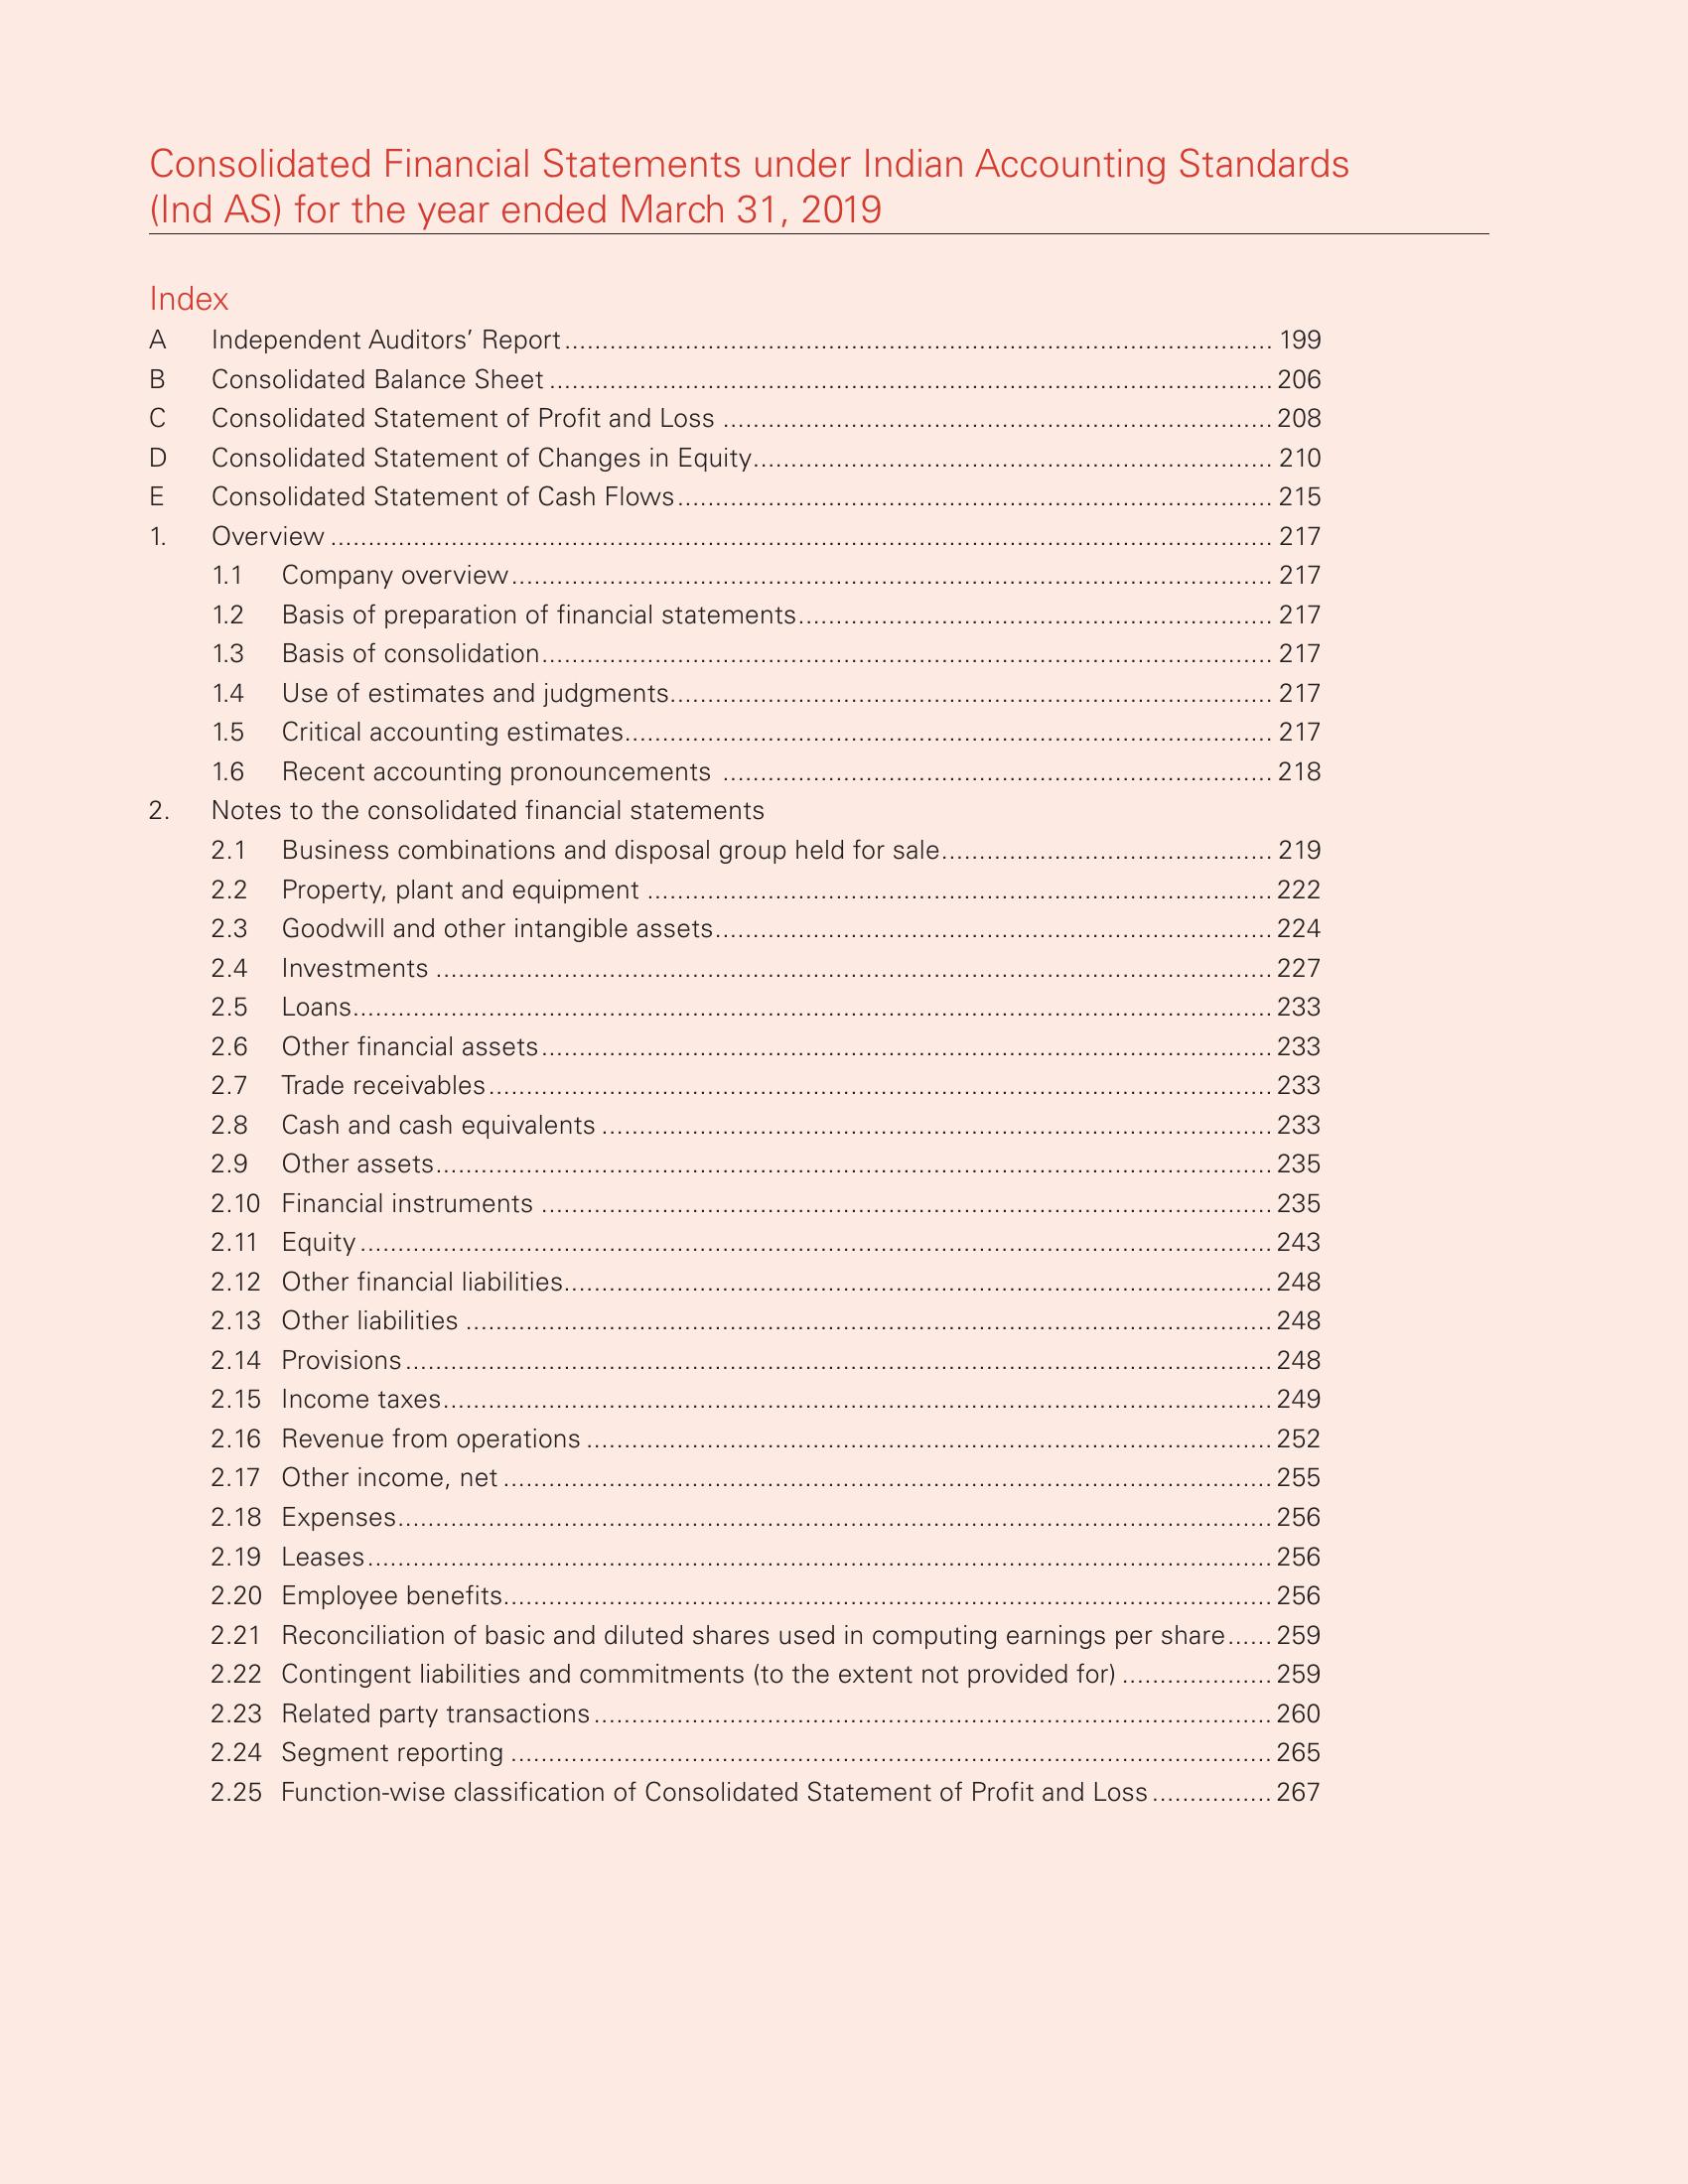 Consolidated Financial Statements under Indian Accounting Standards
(Ind AS) for the year ended March 31, 2019
Index
A Independent Auditors’ Report 199
B Consolidated Balance Sheet 206
C Consolidated Statement of Profit and Loss 208
D Consolidated Statement of Changes in Equity 210
E Consolidated Statement of Cash Flows 215
1. Overview 217
1.1 Company overview 217
1.2 Basis of preparation of financial statements 217
1.3 Basis of consolidation 217
1.4 Use of estimates and judgments 217
1.5 Critical accounting estimates 217
1.6 Recent accounting pronouncements 218
2. Notes to the consolidated financial statements
2.1 Business combinations and disposal group held for sale 219
2.2 Property, plant and equipment 222
2.3 Goodwill and other intangible assets 224
2.4 Investments 227
2.5 Loans 233
2.6 Other financial assets 233
2.7 Trade receivables 233
2.8 Cash and cash equivalents 233
2.9 Other assets 235
2.10 Financial instruments 235
2.11 Equity 243
2.12 Other financial liabilities 248
2.13 Other liabilities 248
2.14 Provisions 248
2.15 Income taxes 249
2.16 Revenue from operations 252
2.17 Other income, net 255
2.18 Expenses 256
2.19 Leases 256
2.20 Employee benefits 256
2.21 Reconciliation of basic and diluted shares used in computing earnings per share 259
2.22 Contingent liabilities and commitments (to the extent not provided for) 259
2.23 Related party transactions 260
2.24 Segment reporting 265
2.25 Function-wise classification of Consolidated Statement of Profit and Loss 267